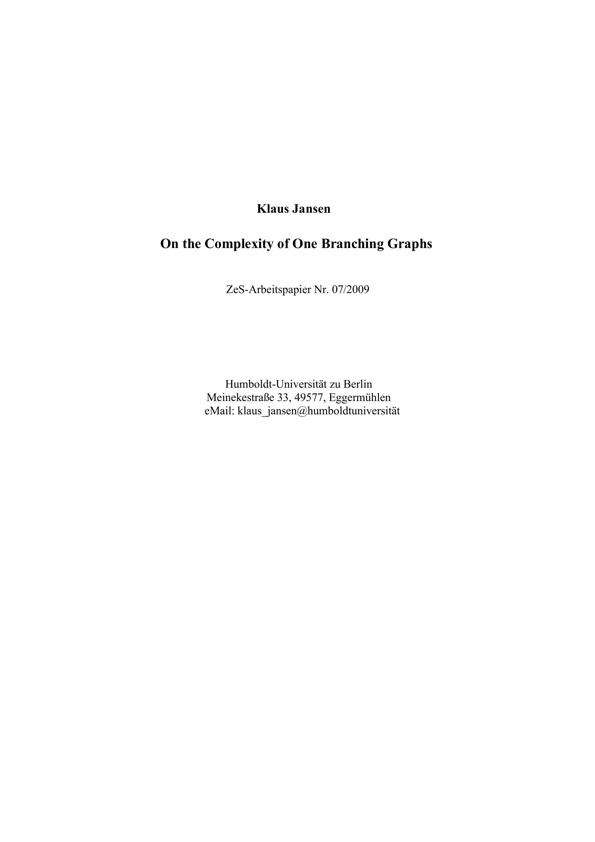 Klaus Jansen
On the Complexity of One Branching Graphs
ZeS-Arbeitspapier Nr. 07/2009
Humboldt-Universität zu Berlin
Meinekestraße 33, 49577, Eggermühlen
eMail: klaus_jansen@humboldtuniversität